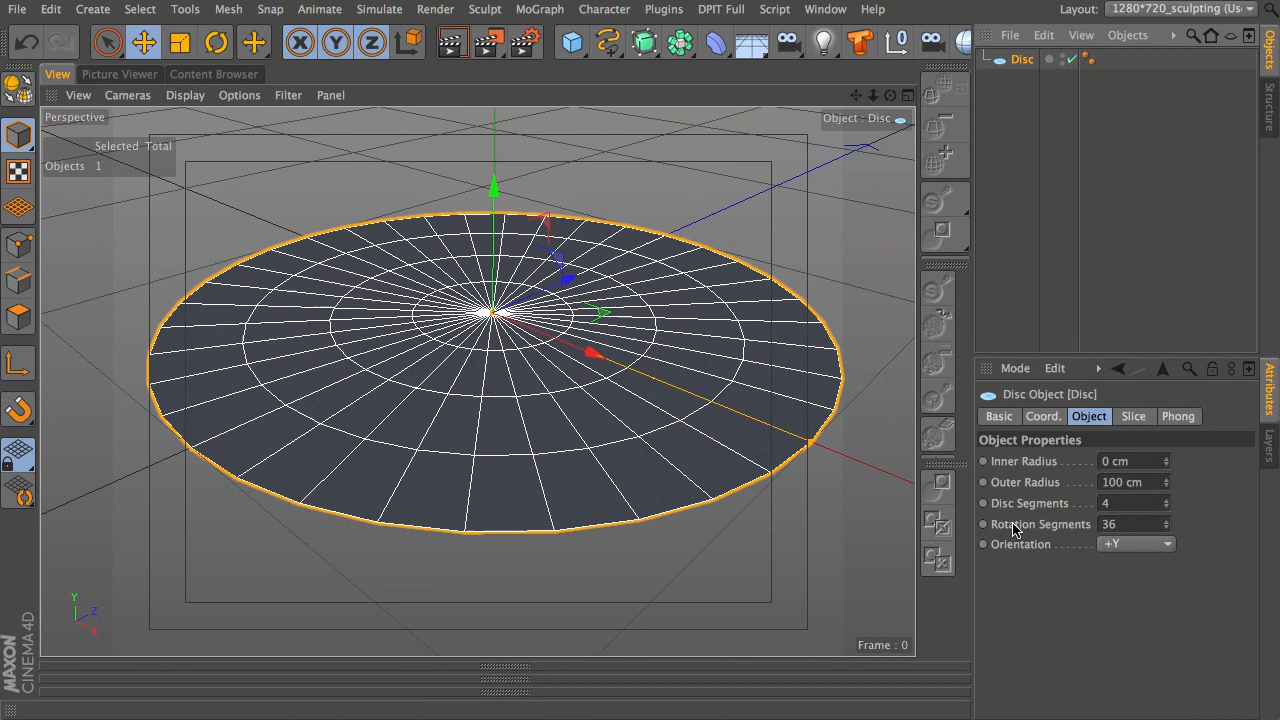 File Edit Create Select Tools Mesh Snap Animate Simulate Render Sculpt MoGraph Character Plugins DPIT Full Script Window Help Layout: 1280*720_sculpting (Us
X Y Z
View Picture Viewer Content Browser
View Cameras Display Options Filter Panel
Perspective
Object : Disc
Selected Total
Objects 1
Frame : 0
Y
Z
X
MAXON
CINEMA 4D
File Edit View Objects
Disc
Objects
Structure
Mode Edit
Disc Object [Disc]
Basic Coord. Object Slice Phong
Object Properties
Inner Radius . . . . . 0 cm
Outer Radius . . . . . 100 cm
Disc Segments . . . . 4
Rotation Segments 36
Orientation . . . . . . . +Y
Attributes
Layers